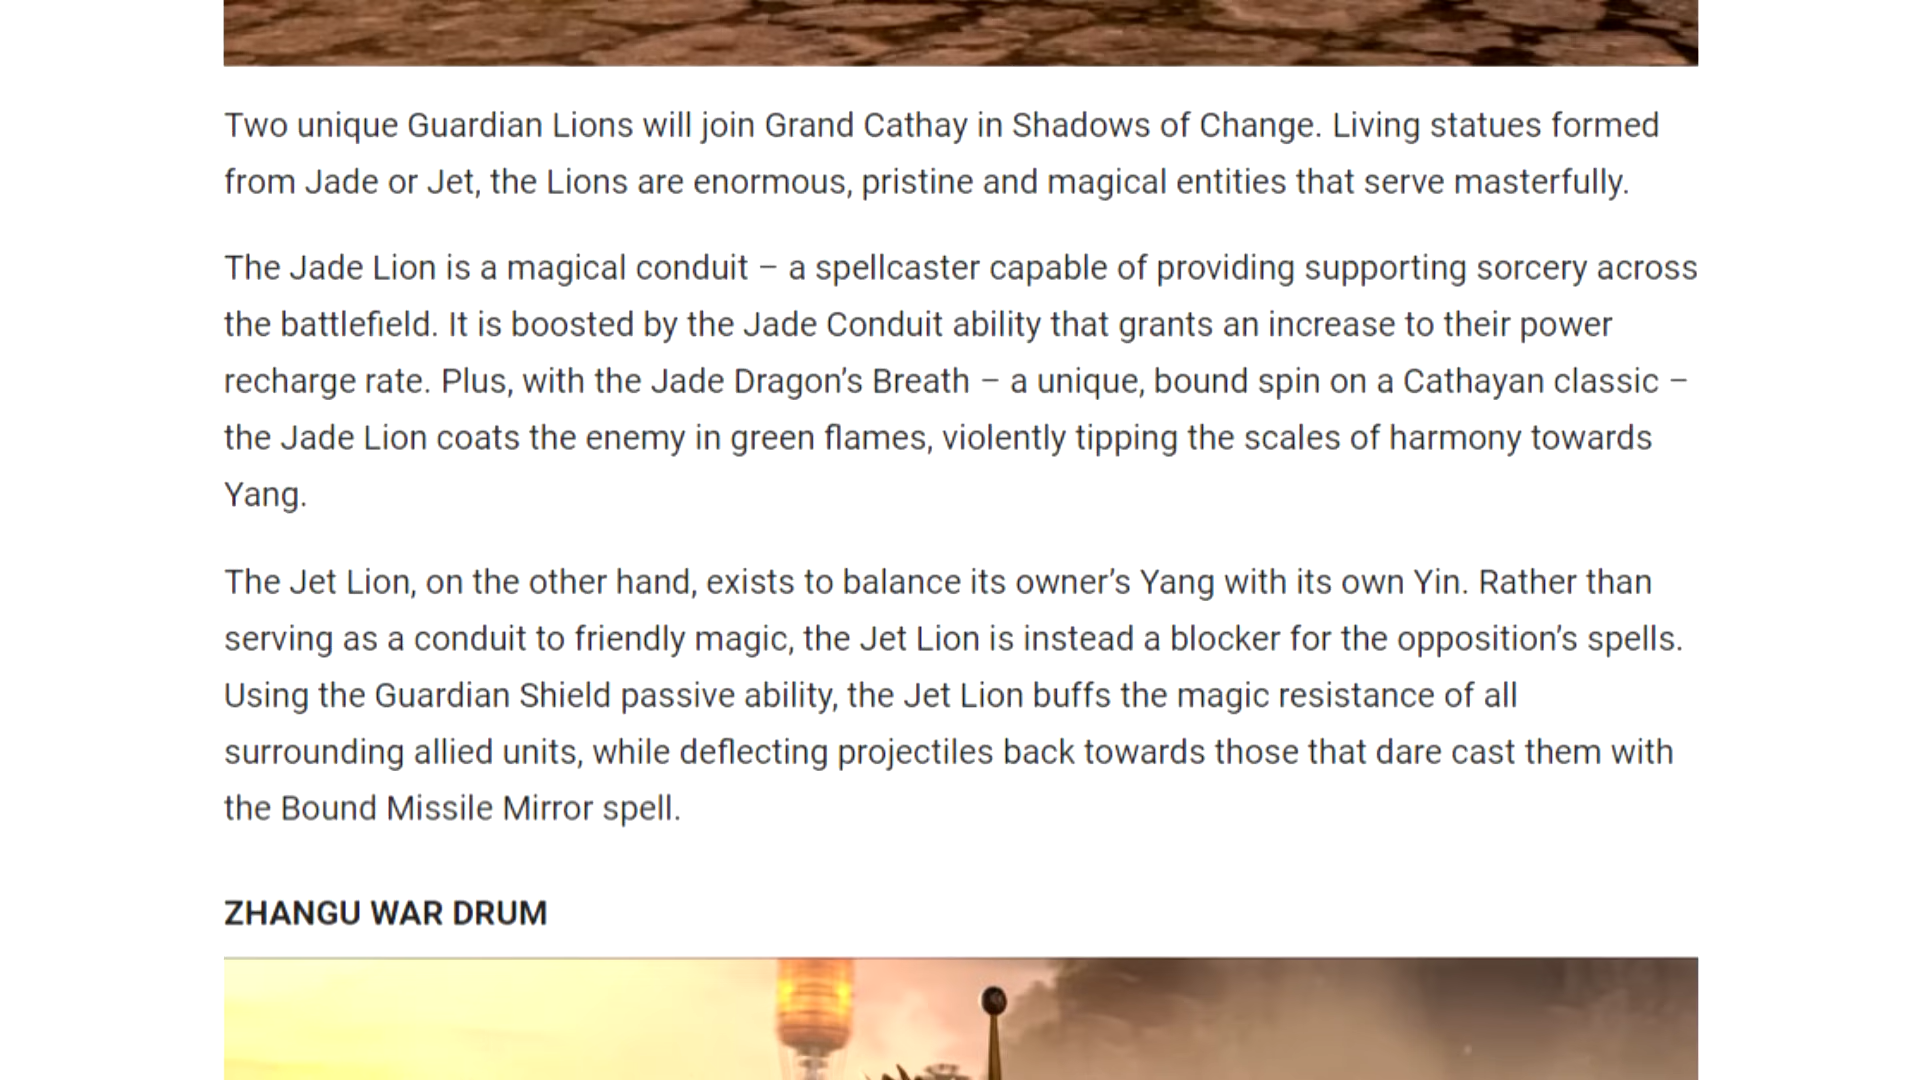 Two unique Guardian Lions will join Grand Cathay in Shadows of Change. Living statues formed
from Jade or Jet, the Lions are enormous, pristine and magical entities that serve masterfully.
The Jade Lion is a magical conduit – a spellcaster capable of providing supporting sorcery across
the battlefield. It is boosted by the Jade Conduit ability that grants an increase to their power
recharge rate. Plus, with the Jade Dragon’s Breath – a unique, bound spin on a Cathayan classic –
the Jade Lion coats the enemy in green flames, violently tipping the scales of harmony towards
Yang.
The Jet Lion, on the other hand, exists to balance its owner’s Yang with its own Yin. Rather than
serving as a conduit to friendly magic, the Jet Lion is instead a blocker for the opposition’s spells.
Using the Guardian Shield passive ability, the Jet Lion buffs the magic resistance of all
surrounding allied units, while deflecting projectiles back towards those that dare cast them with
the Bound Missile Mirror spell.
ZHANGU WAR DRUM